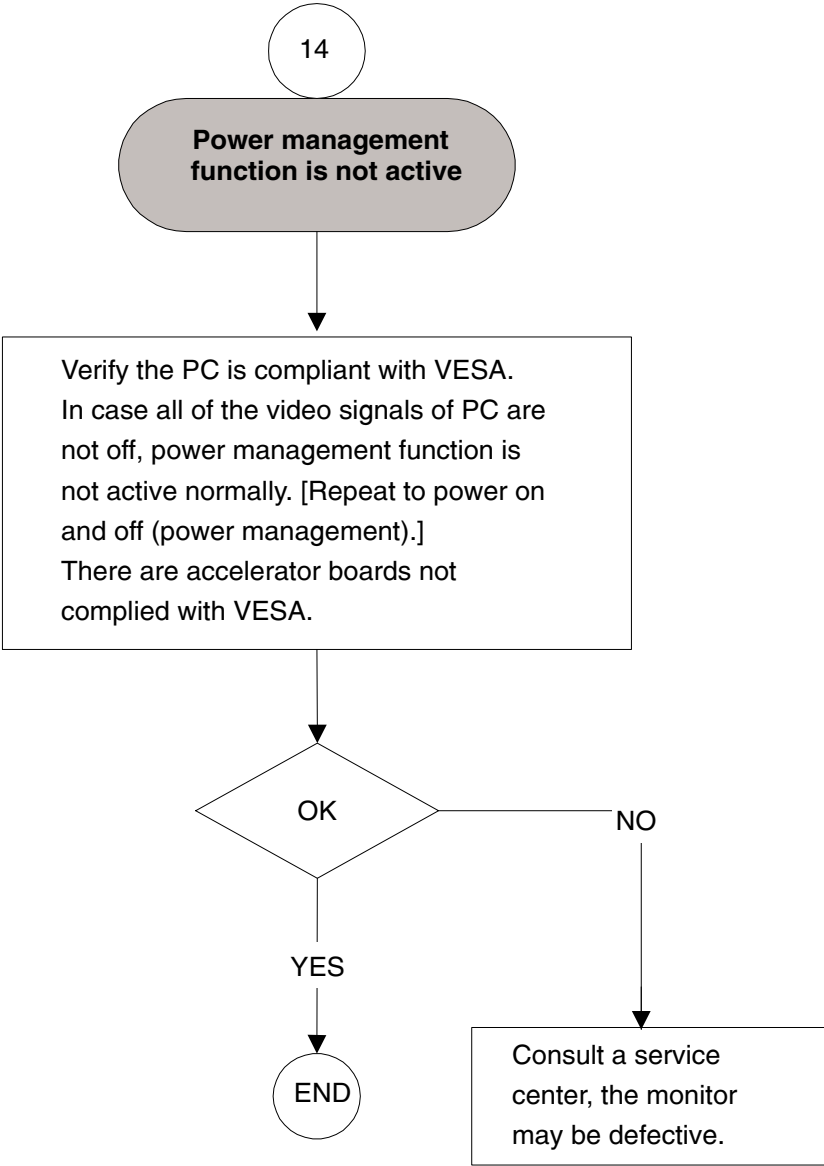 14
Power management
function is not active
Verify the PC is compliant with VESA.
In case all of the video signals of PC are
not off, power management function is
not active normally. [Repeat to power on
and off (power management).]
There are accelerator boards not
complied with VESA.
OK
NO
YES
END
Consult a service
center, the monitor
may be defective.